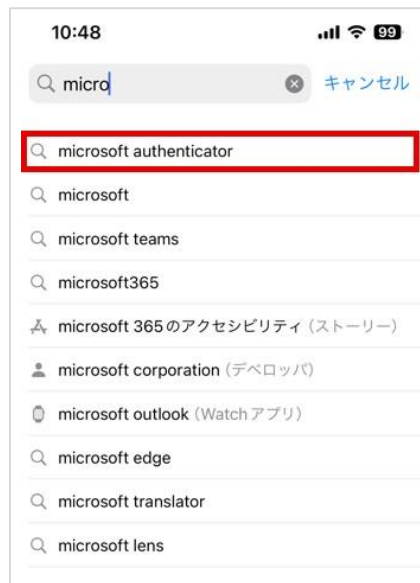 10:48
99
micro
キャンセル
microsoft authenticator
microsoft
microsoft teams
microsoft365
microsoft 365のアクセシビリティ（ストーリー）
microsoft corporation（デベロッパ）
microsoft outlook（Watchアプリ）
microsoft edge
microsoft translator
microsoft lens